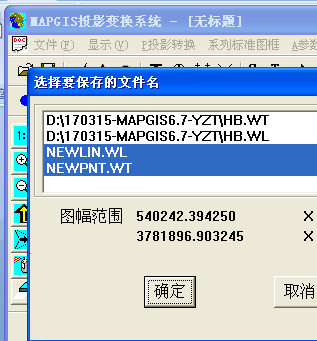 MAPGIS投影变换系统 - [无标题]
DOC 文件(F) 显示(V) P投影转换 系列标准图框 A参数
选择要保存的文件名
D:\170315-MAPGIS6.7-YZT\HB.WT
D:\170315-MAPGIS6.7-YZT\HB.WL
1:
NEWLIN.WL
NEWPNT.WT
图幅范围 540242.394250 X
3781896.903245 X
确定 取消